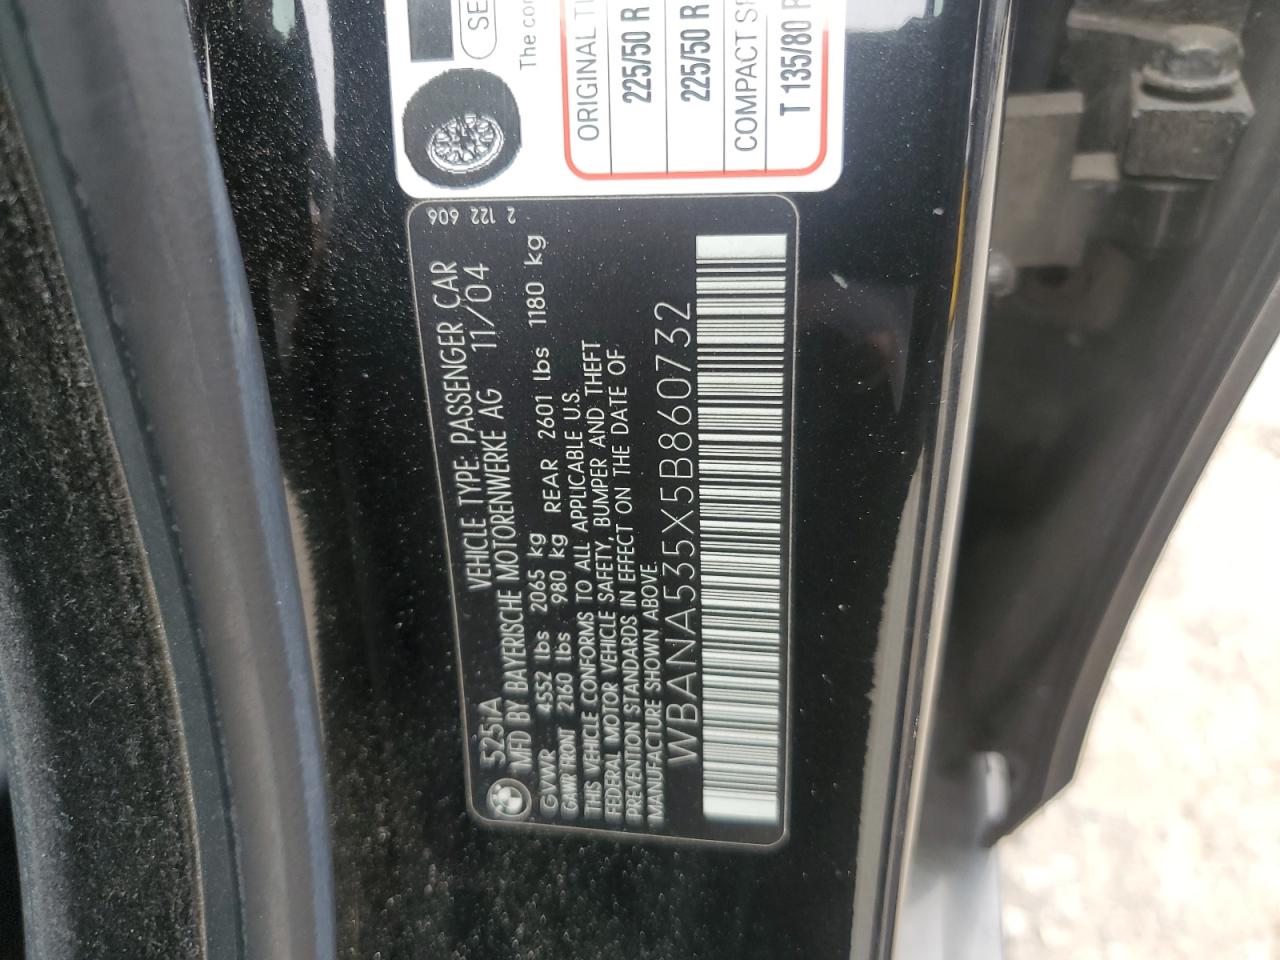 525iA VEHICLE TYPE: PASSENGER CAR
MFD BY BAYERISCHE MOTORENWERKE AG 11/04
GVWR 4552 lbs 2065 kg
GAWR FRONT 2160 lbs 980 kg REAR 2601 lbs 1180 kg
THIS VEHICLE CONFORMS TO ALL APPLICABLE U.S.
FEDERAL MOTOR VEHICLE SAFETY, BUMPER AND THEFT
PREVENTION STANDARDS IN EFFECT ON THE DATE OF
MANUFACTURE SHOWN ABOVE.
WBANA535X5B860732
2 122 606
SE
The
ORIGINAL
225/50 R
225/50 R
COMPACT
T 135/80 R